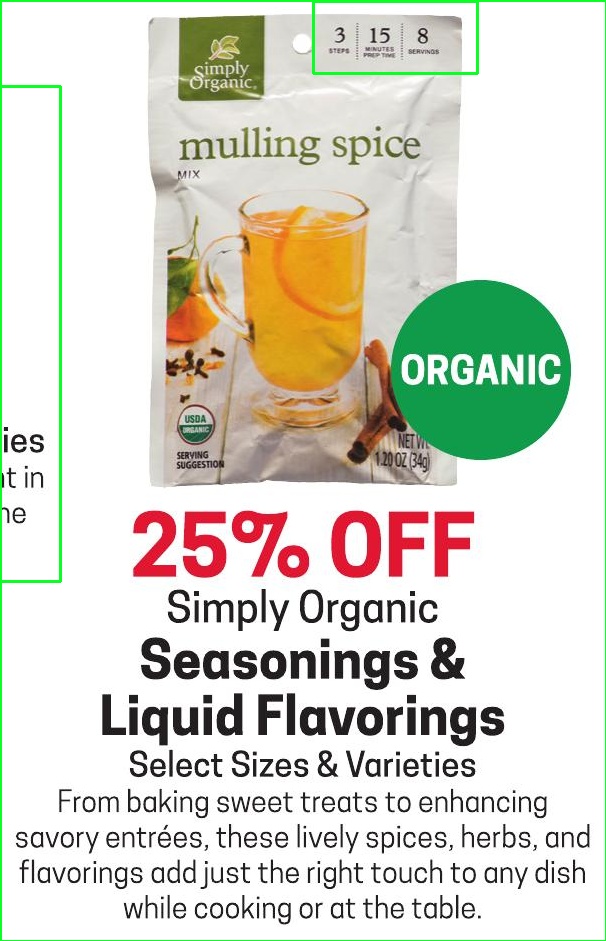 3 15 8
STEPS MINUTES PREP TIME SERVINGS
Simply
Organic®
mulling spice
MIX
ORGANIC
USDA
ORGANIC
SERVING
SUGGESTION
NET WT
1.20 OZ (34g)
ies
t in
25% OFF
Simply Organic
Seasonings &
Liquid Flavorings
Select Sizes & Varieties
From baking sweet treats to enhancing
savory entrées, these lively spices, herbs, and
flavorings add just the right touch to any dish
while cooking or at the table.